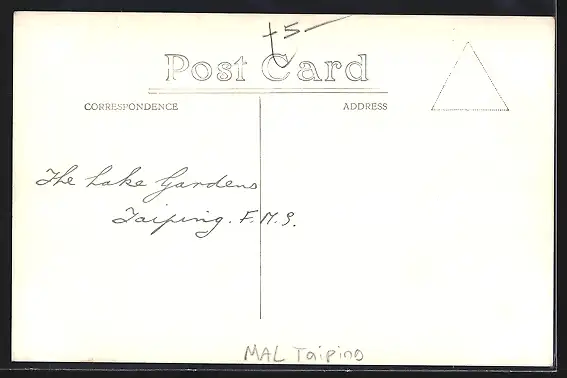 +5-
Post Card
CORRESPONDENCE
ADDRESS
The Lake Gardens
Taiping. F.M.S.
MAL Taiping